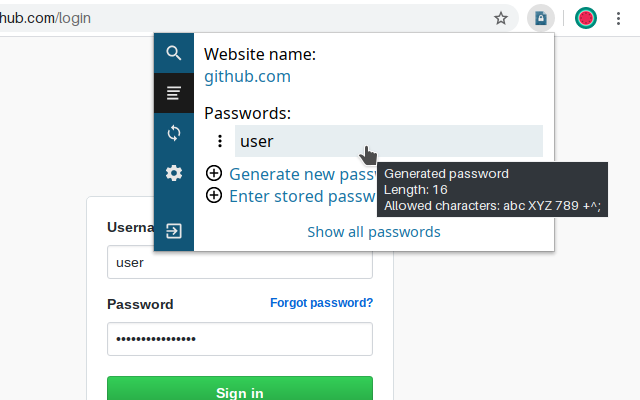 hub.com/login
Website name:
github.com
Passwords:
user
Generate new passw
Enter stored passw
Generated password
Length: 16
Allowed characters: abc XYZ 789 +^;
Show all passwords
Userna
user
Password Forgot password?
••••••••••••••••
Sign in